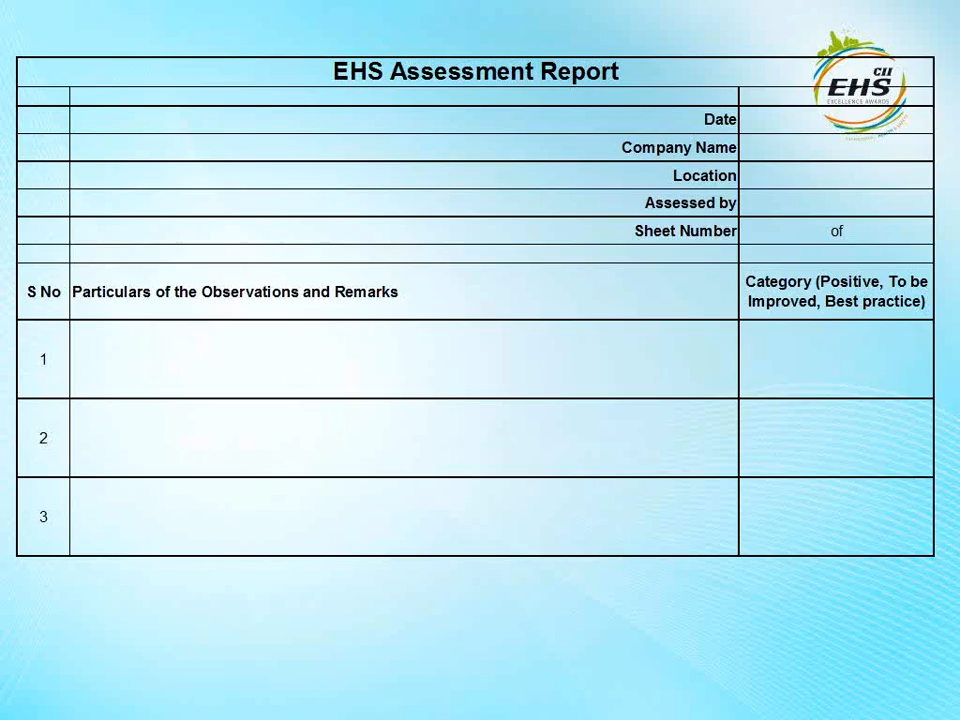 EHS Assessment Report
CII
EHS
EXCELLENCE AWARDS
Date
Company Name
Location
Assessed by
Sheet Number of
S No Particulars of the Observations and Remarks Category (Positive, To be
Improved, Best practice)
1
2
3